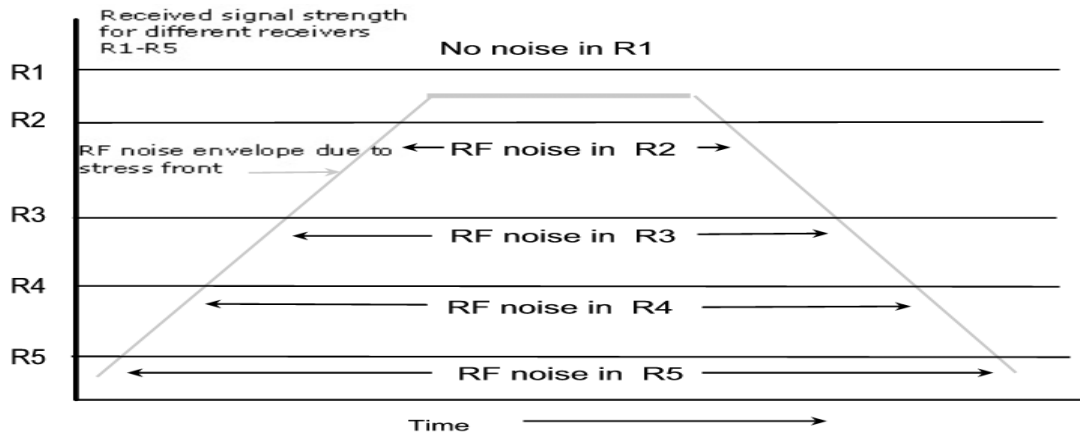 Received signal strength
for different receivers
R1-R5
No noise in R1
R1
R2
RF noise envelope due to
stress front
RF noise in R2
R3
RF noise in R3
R4
RF noise in R4
R5
RF noise in R5
Time